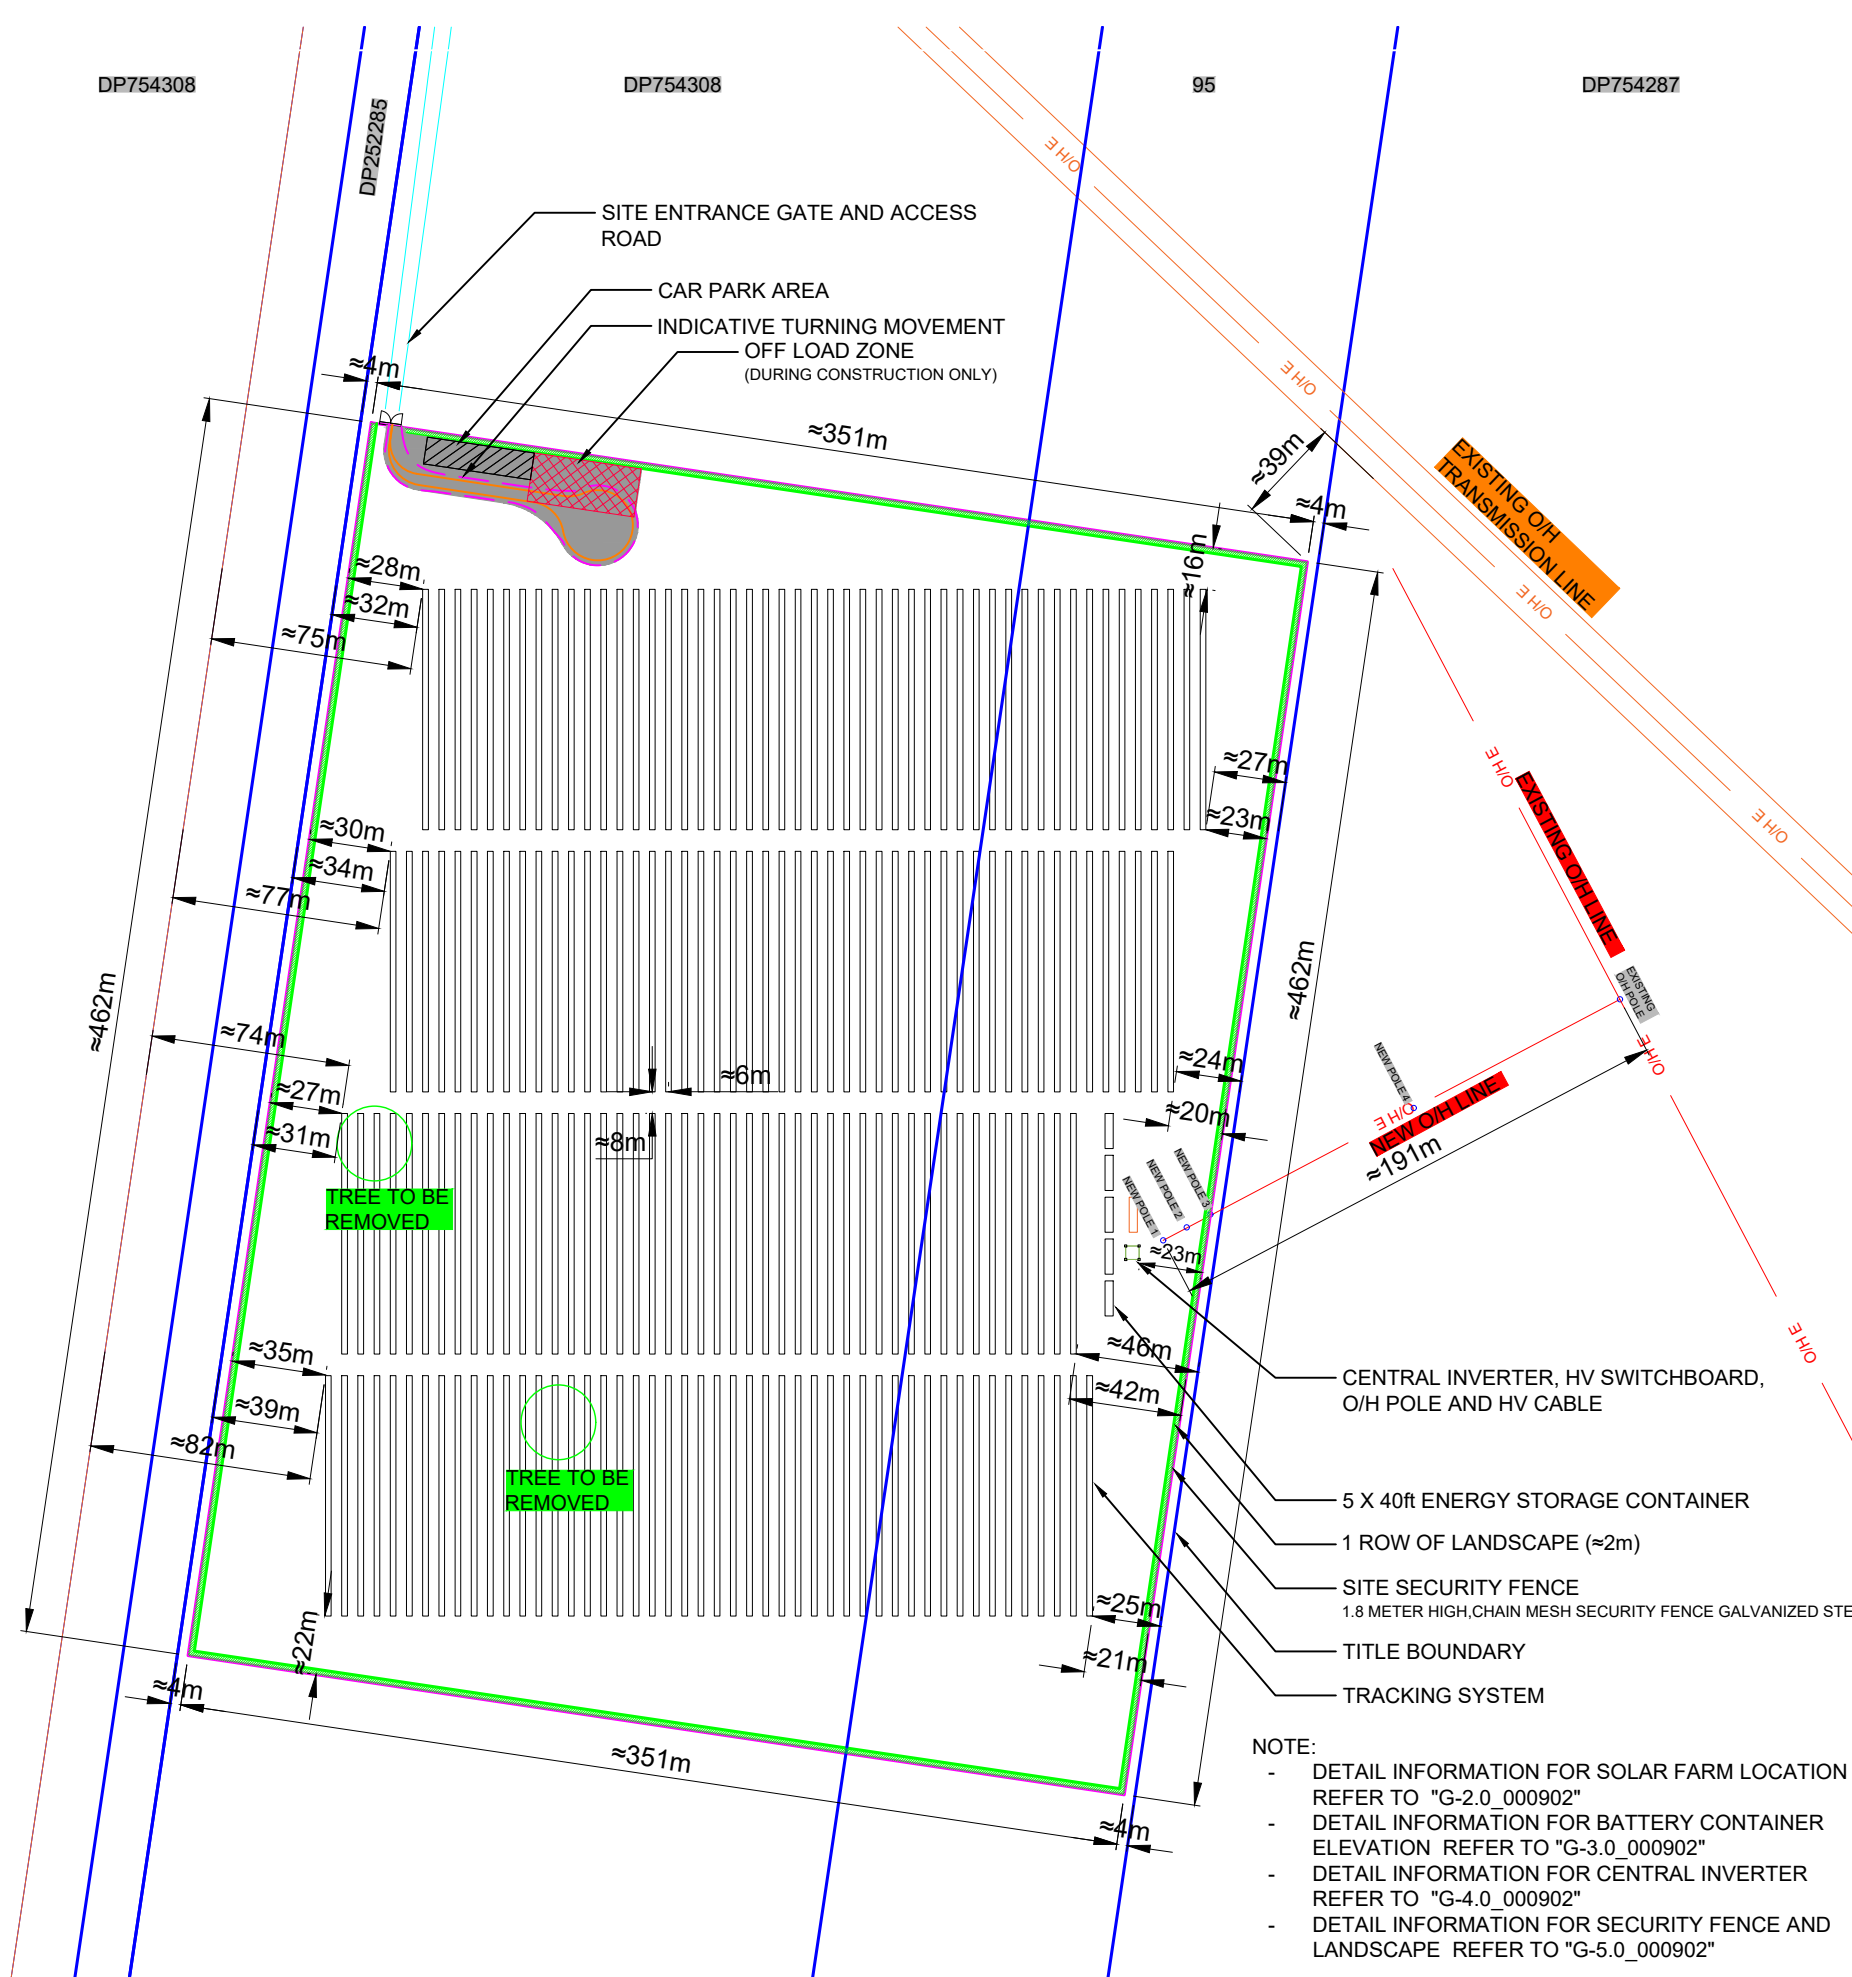 DP754308
DP754308
95
DP754287
DP252285
SITE ENTRANCE GATE AND ACCESS
ROAD
CAR PARK AREA
INDICATIVE TURNING MOVEMENT
OFF LOAD ZONE
(DURING CONSTRUCTION ONLY)
O/H E
O/H E
O/H E
O/H E
EXISTING O/H
TRANSMISSION LINE
≈4m
≈351m
≈39m
≈4m
≈16m
≈28m
≈32m
≈75m
≈27m
≈23m
O/H E
EXISTING O/H LINE
EXISTING
O/H POLE
O/H E
≈30m
≈34m
≈77m
≈462m
≈462m
≈74m
≈27m
≈31m
≈6m
≈8m
≈24m
≈20m
NEW POLE 4
O/H E
NEW O/H LINE
≈191m
NEW POLE 3
NEW POLE 2
NEW POLE 1
≈23m
TREE TO BE
REMOVED
O/H E
≈35m
≈39m
≈82m
≈46m
≈42m
TREE TO BE
REMOVED
CENTRAL INVERTER, HV SWITCHBOARD,
O/H POLE AND HV CABLE
5 X 40ft ENERGY STORAGE CONTAINER
1 ROW OF LANDSCAPE (≈2m)
SITE SECURITY FENCE
1.8 METER HIGH,CHAIN MESH SECURITY FENCE GALVANIZED STE
TITLE BOUNDARY
TRACKING SYSTEM
≈25m
≈21m
≈22m
≈4m
≈351m
≈4m
NOTE:
- DETAIL INFORMATION FOR SOLAR FARM LOCATION
REFER TO "G-2.0_000902"
- DETAIL INFORMATION FOR BATTERY CONTAINER
ELEVATION REFER TO "G-3.0_000902"
- DETAIL INFORMATION FOR CENTRAL INVERTER
REFER TO "G-4.0_000902"
- DETAIL INFORMATION FOR SECURITY FENCE AND
LANDSCAPE REFER TO "G-5.0_000902"